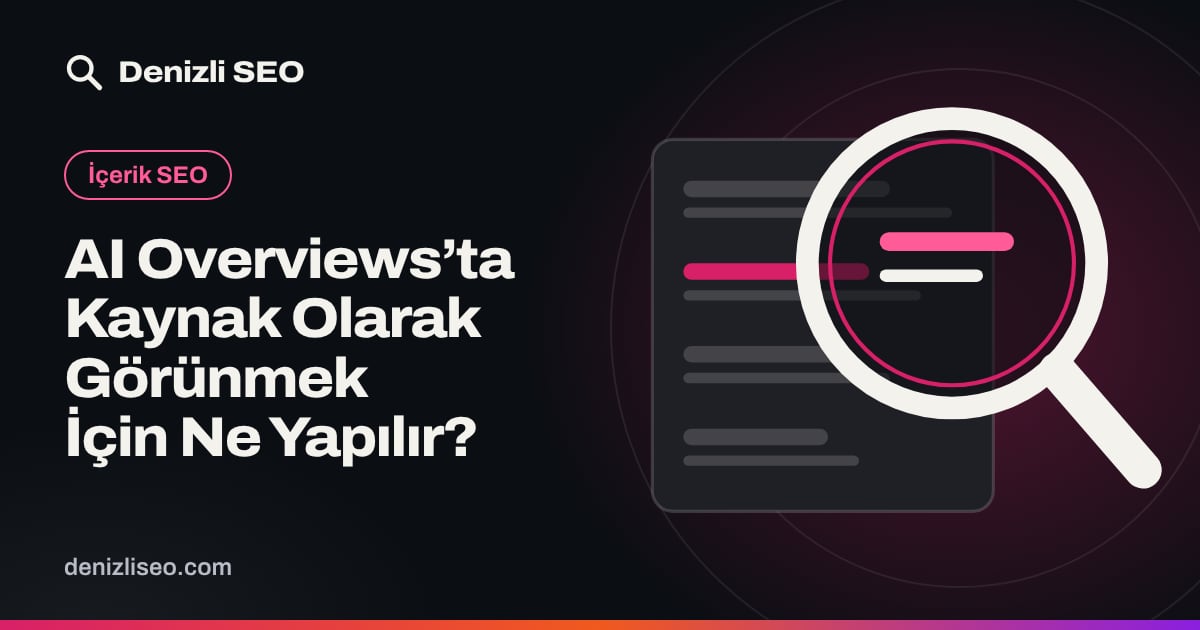 Denizli SEO
İçerik SEO
AI Overviews’ta
Kaynak Olarak
Görünmek
İçin Ne Yapılır?
denizliseo.com